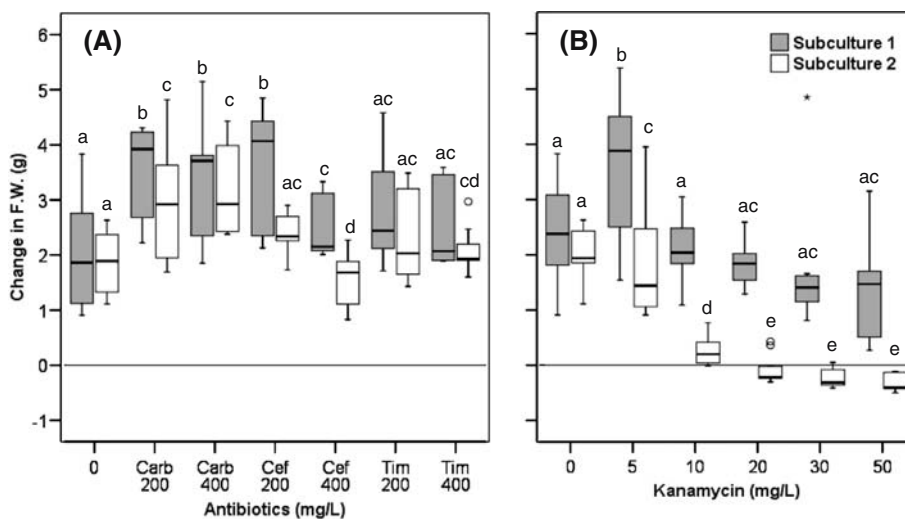 (A)
(B)
Subculture 1
Subculture 2
Change in F.W. (g)
6
5
4
3
2
1
0
-1
a
a
b
c
b
c
b
ac
c
d
ac
ac
ac
cd
a
a
b
c
a
d
ac
e
ac
e
ac
e
*
0
Carb 200
Carb 400
Cef 200
Cef 400
Tim 200
Tim 400
Antibiotics (mg/L)
0 5 10 20 30 50
Kanamycin (mg/L)